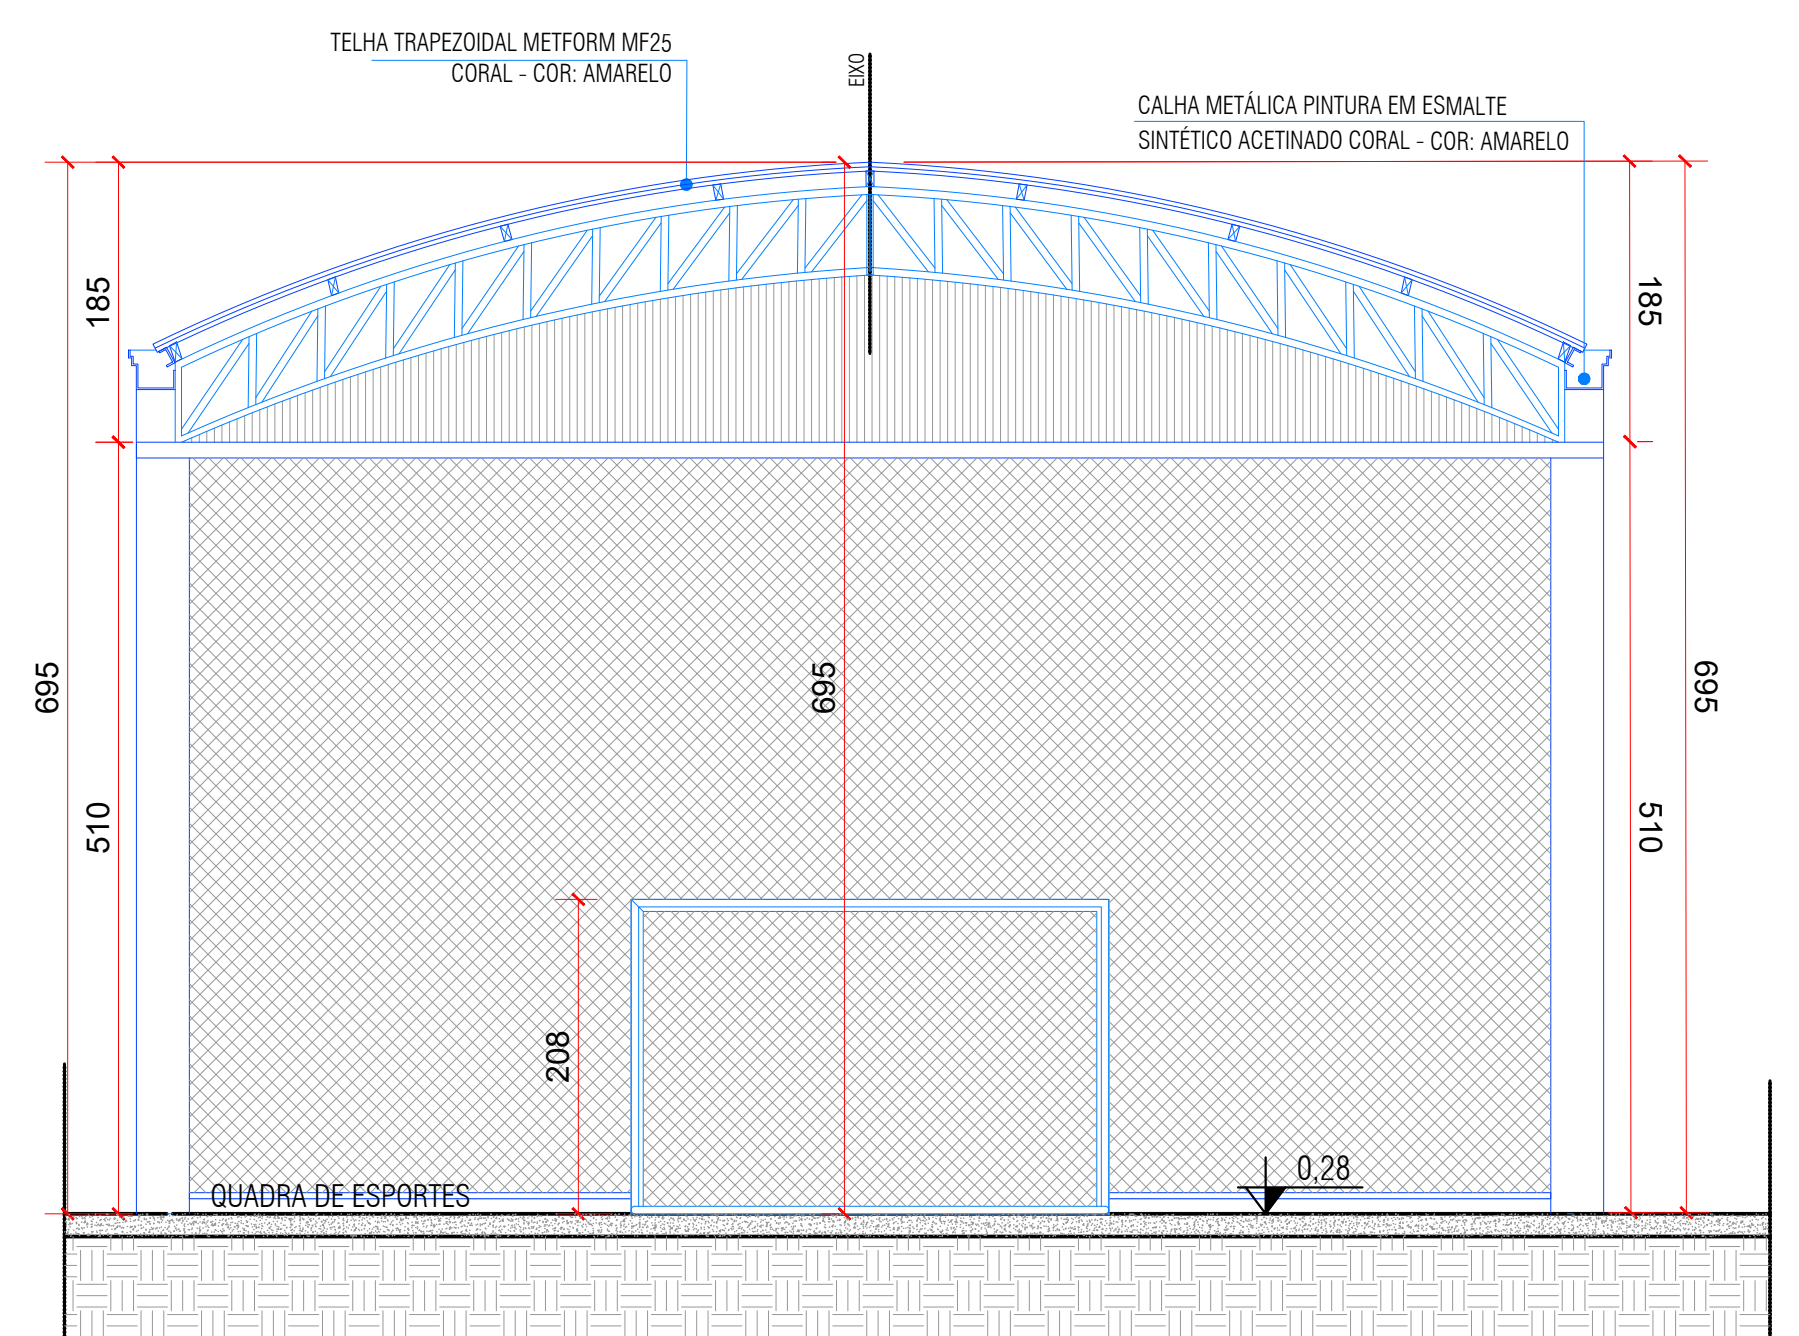 TELHA TRAPEZOIDAL METFORM MF25
CORAL - COR: AMARELO
EIXO
CALHA METÁLICA PINTURA EM ESMALTE
SINTÉTICO ACETINADO CORAL - COR: AMARELO
185
185
695
695
695
510
510
208
0,28
QUADRA DE ESPORTES